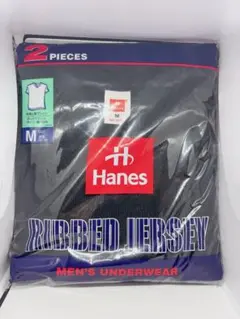 2 PIECES
M
M
Hanes
RIBBED JERSEY
MEN'S UNDERWEAR